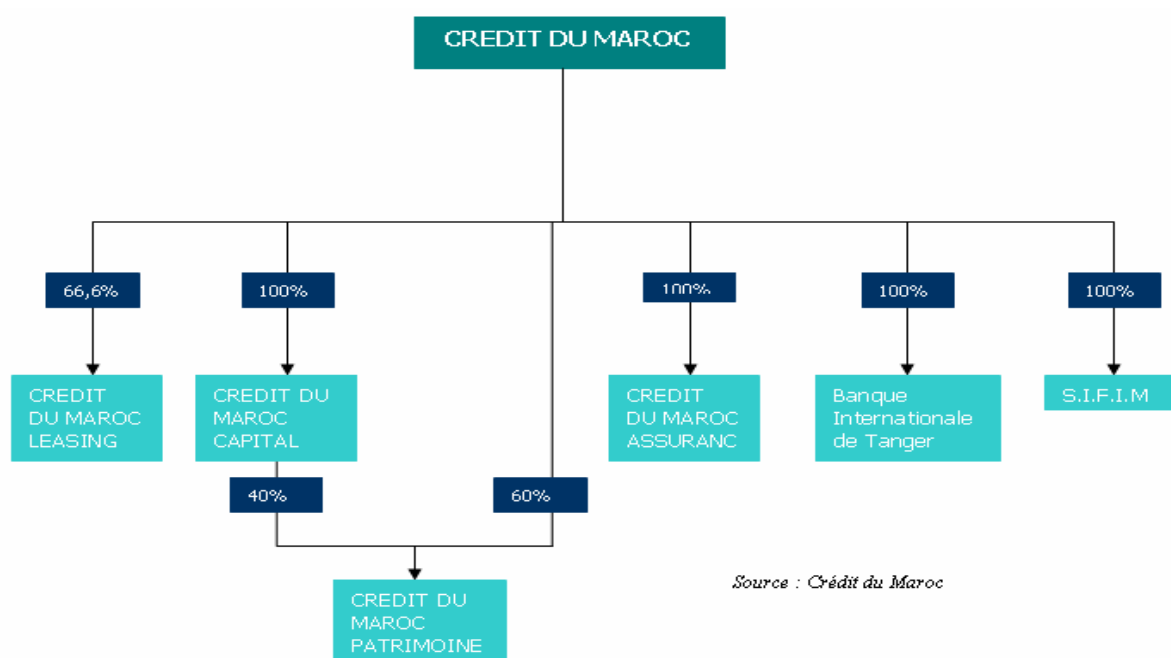 CREDIT DU MAROC
66,6%
100%
100%
100%
100%
CREDIT
DU MAROC
LEASING
CREDIT DU
MAROC
CAPITAL
CREDIT
DU MAROC
ASSURANC
Banque
Internationale
de Tanger
S.I.F.I.M
40%
60%
CREDIT DU
MAROC
PATRIMOINE
Source : Crédit du Maroc